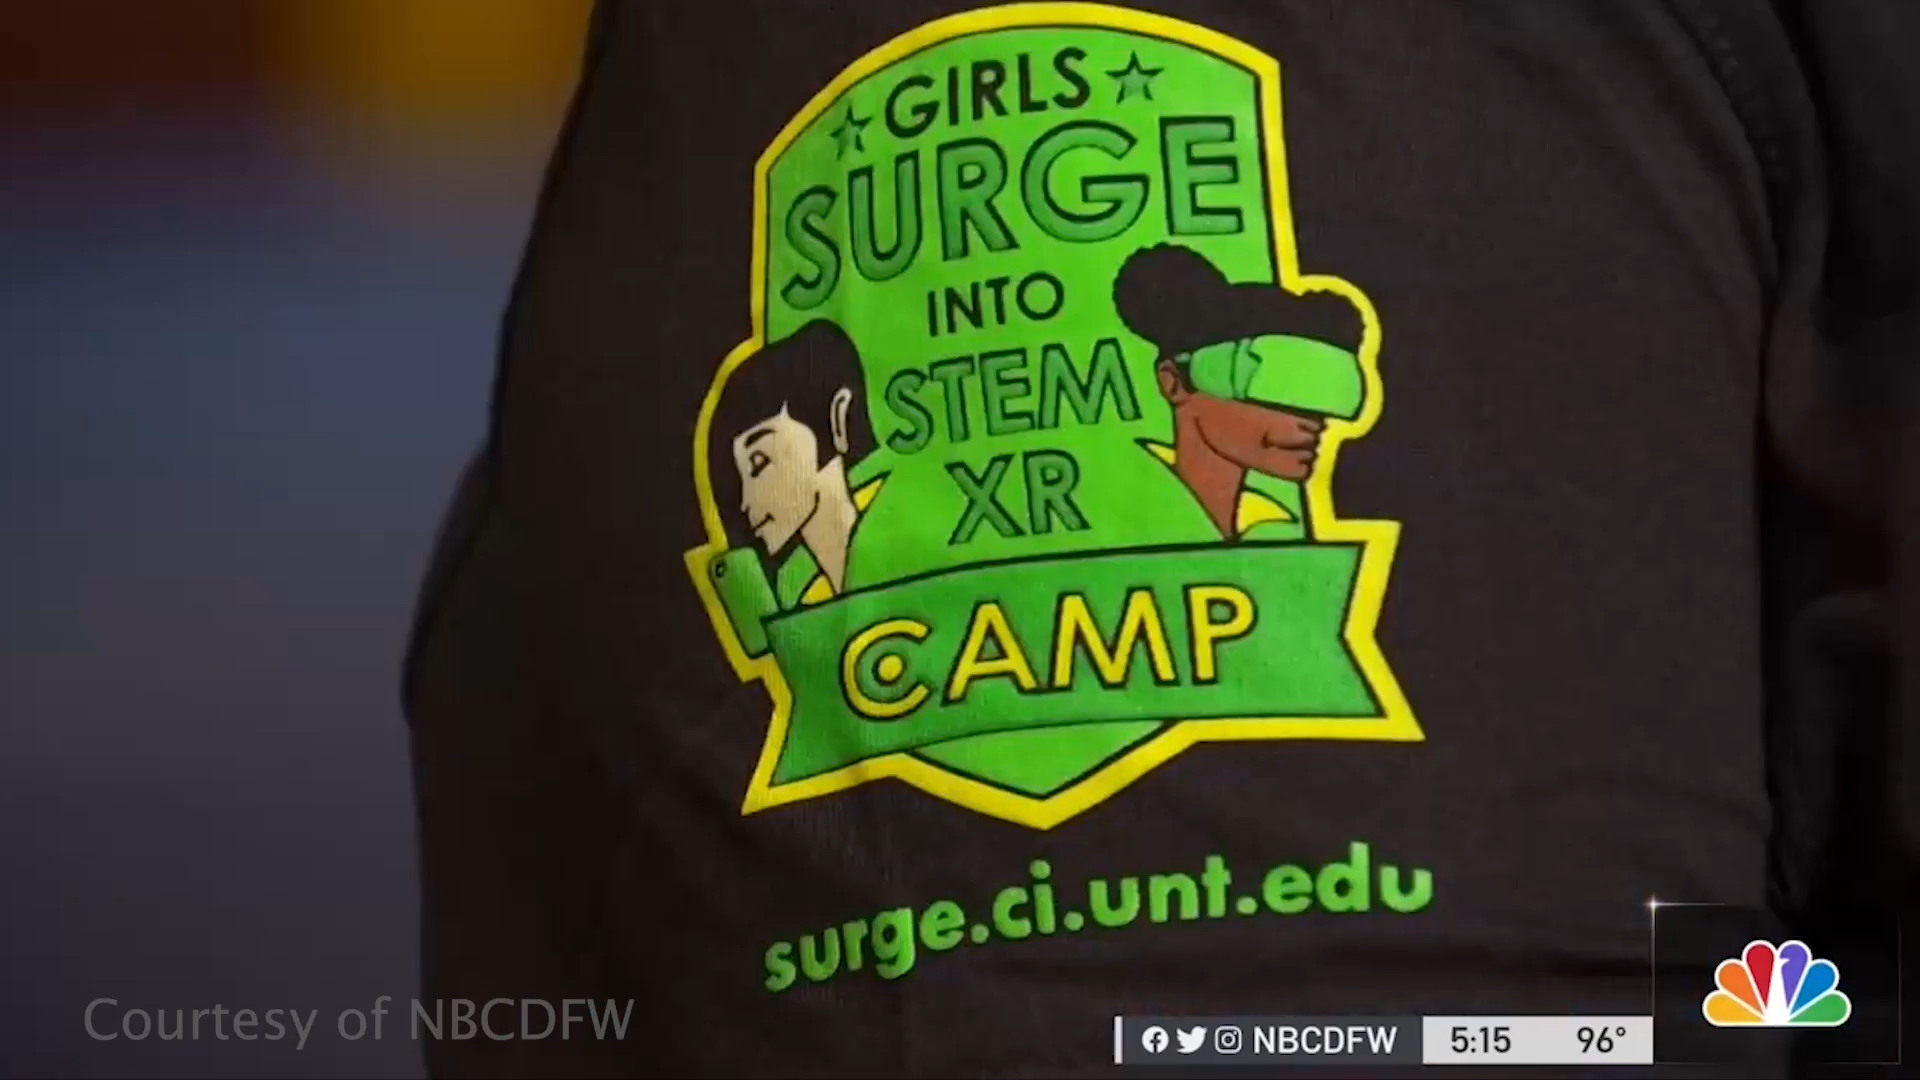 GIRLS
SURGE
INTO
STEM
XR
CAMP
surge.ci.unt.edu
Courtesy of NBCDFW
NBCDFW 5:15 96°